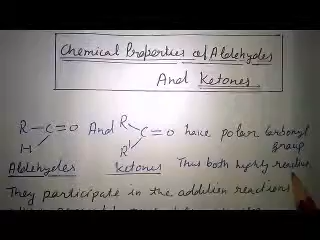 Chemical Properties of Aldehydes
And Ketones
R
C=O And R
C=O have polar carbonyl
H
R'
group
Aldehydes Ketones Thus both highly reactive
They participate in the addition reactions